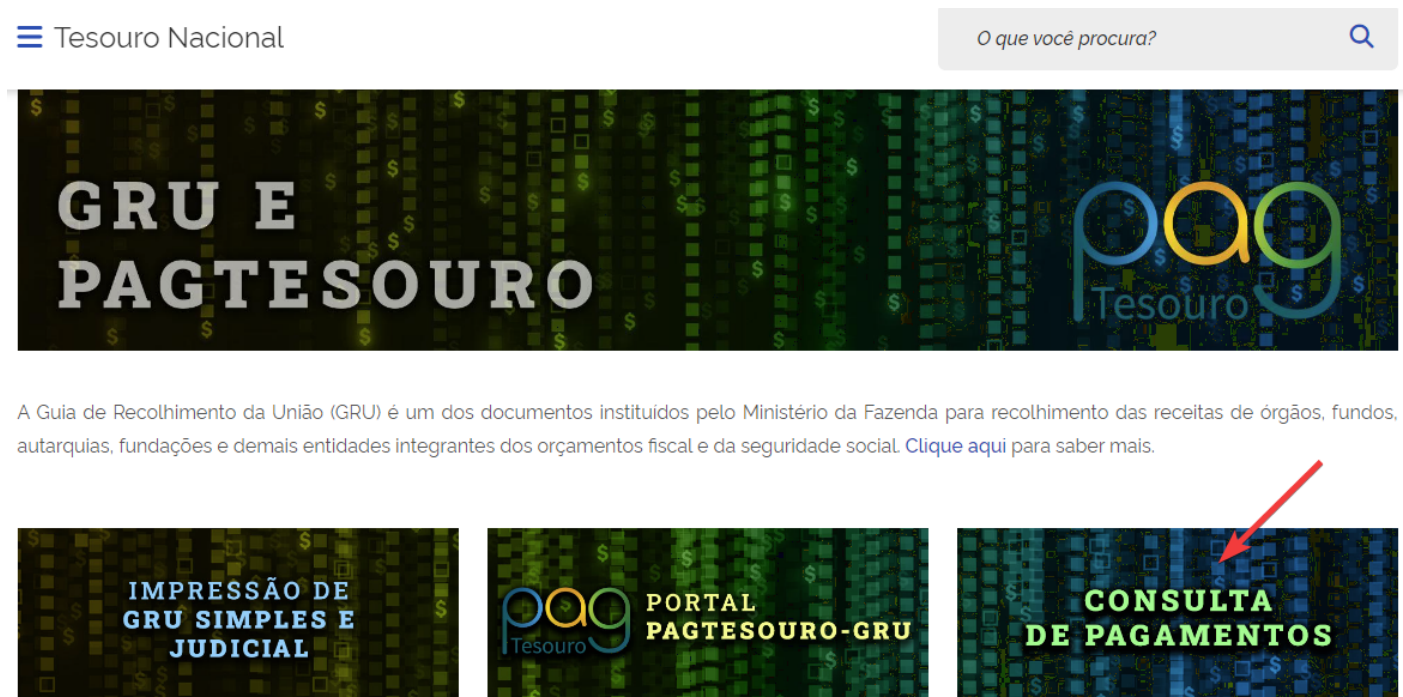 Tesouro Nacional
O que você procura?
GRU E
PAGTESOURO
pag
Tesouro
A Guia de Recolhimento da União (GRU) é um dos documentos instituídos pelo Ministério da Fazenda para recolhimento das receitas de órgãos, fundos,
autarquias, fundações e demais entidades integrantes dos orçamentos fiscal e da seguridade social. Clique aqui para saber mais.
IMPRESSÃO DE
GRU SIMPLES E
JUDICIAL
pag
Tesouro
PORTAL
PAGTESOURO-GRU
CONSULTA
DE PAGAMENTOS